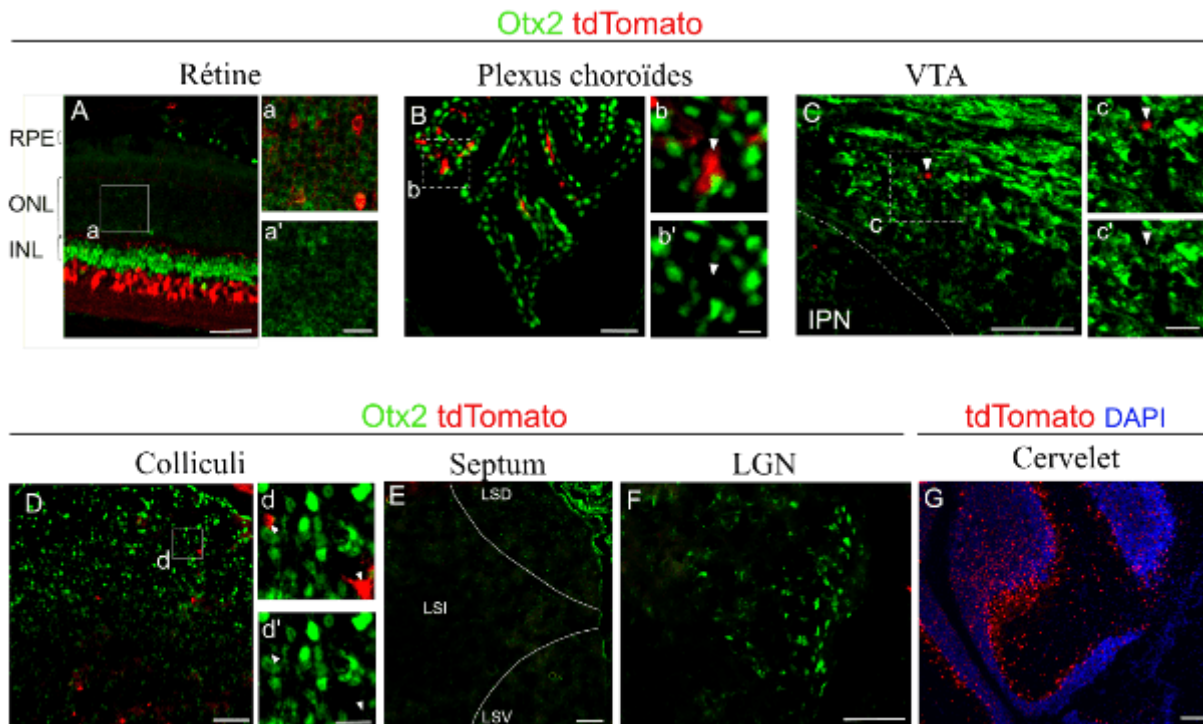 Otx2 tdTomato
Rétine Plexus choroïdes VTA
A a B b C c
RPE
ONL
a b c
INL
a' b' c'
IPN
Otx2 tdTomato tdTomato DAPI
Colliculi Septum LGN Cervelet
D d E LSD F G
d
LSI
d'
LSV